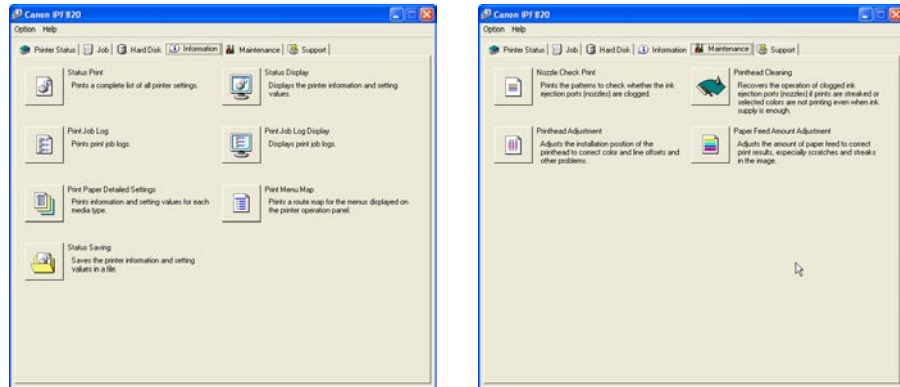 Canon iPF820
Option Help
Printer Status Job Hard Disk Information Maintenance Support
Status Print
Prints a complete list of all printer settings.
Status Display
Displays the printer information and setting
values.
Print Job Log
Prints print job logs.
Print Job Log Display
Displays print job logs.
Print Paper Detailed Settings
Prints information and setting values for each
media type.
Print Menu Map
Prints a route map for the menus displayed on
the printer operation panel.
Status Saving
Saves the printer information and setting
values in a file.
Canon iPF820
Option Help
Printer Status Job Hard Disk Information Maintenance Support
Nozzle Check Print
Prints the patterns to check whether the ink
ejection ports (nozzles) are clogged.
Printhead Cleaning
Recovers the operation of clogged ink
ejection ports (nozzles) if prints are streaked or
selected colors are not printing even when ink
supply is enough.
Printhead Adjustment
Adjusts the installation position of the
printhead to correct color and line offsets and
other problems.
Paper Feed Amount Adjustment
Adjusts the amount of paper feed to correct
print results, especially scratches and streaks
in the image.